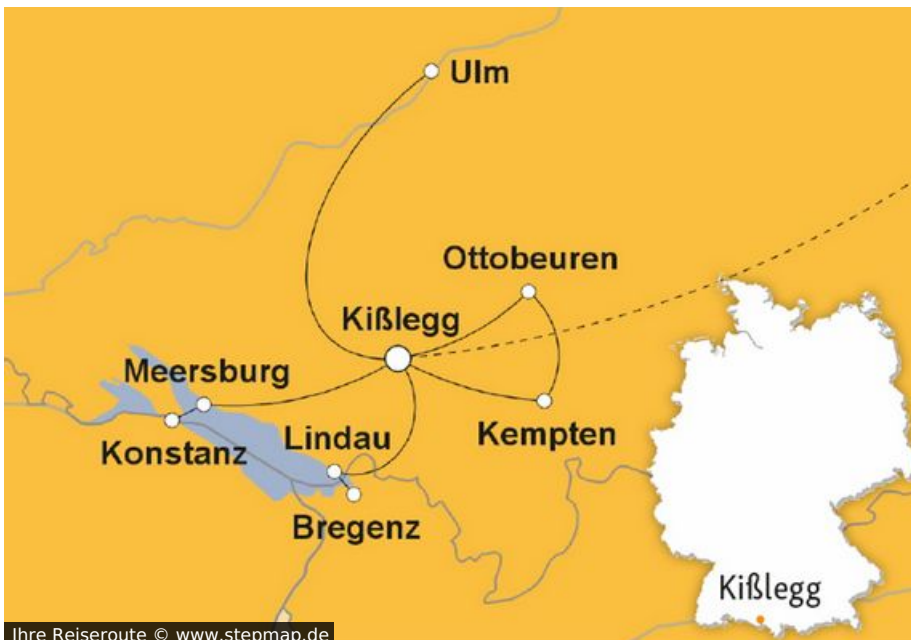 Ulm
Ottobeuren
Kißlegg
Meersburg
Konstanz
Lindau
Kempten
Bregenz
Kißlegg
Ihre Reiseroute © www.stepmap.de